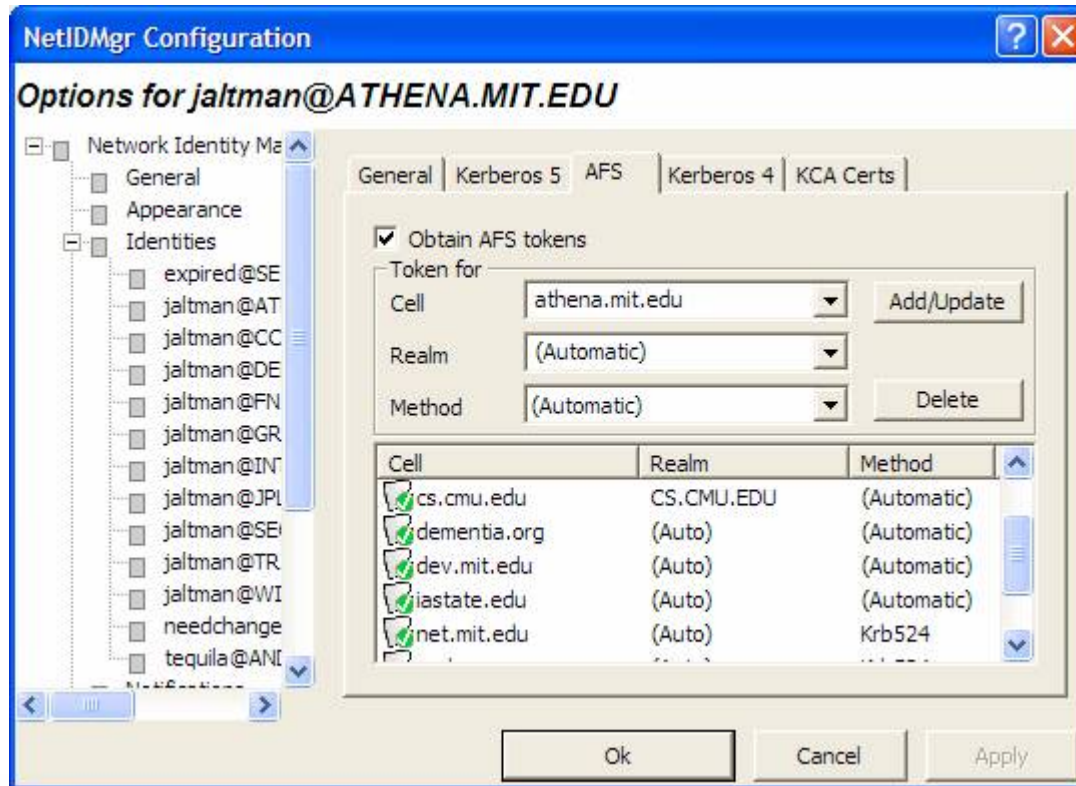 NetIDMgr Configuration
Options for jaltman@ATHENA.MIT.EDU
Network Identity Ma
General
Appearance
Identities
expired@SE
jaltman@AT
jaltman@CC
jaltman@DE
jaltman@FN
jaltman@GR
jaltman@INT
jaltman@JPL
jaltman@SE
jaltman@TR
jaltman@WI
needchange
tequila@AND
Notifications
General Kerberos 5 AFS Kerberos 4 KCA Certs
Obtain AFS tokens
Token for
Cell athena.mit.edu Add/Update
Realm (Automatic)
Method (Automatic) Delete
Cell Realm Method
cs.cmu.edu CS.CMU.EDU (Automatic)
dementia.org (Auto) (Automatic)
dev.mit.edu (Auto) (Automatic)
iastate.edu (Auto) (Automatic)
net.mit.edu (Auto) Krb524
Ok Cancel Apply